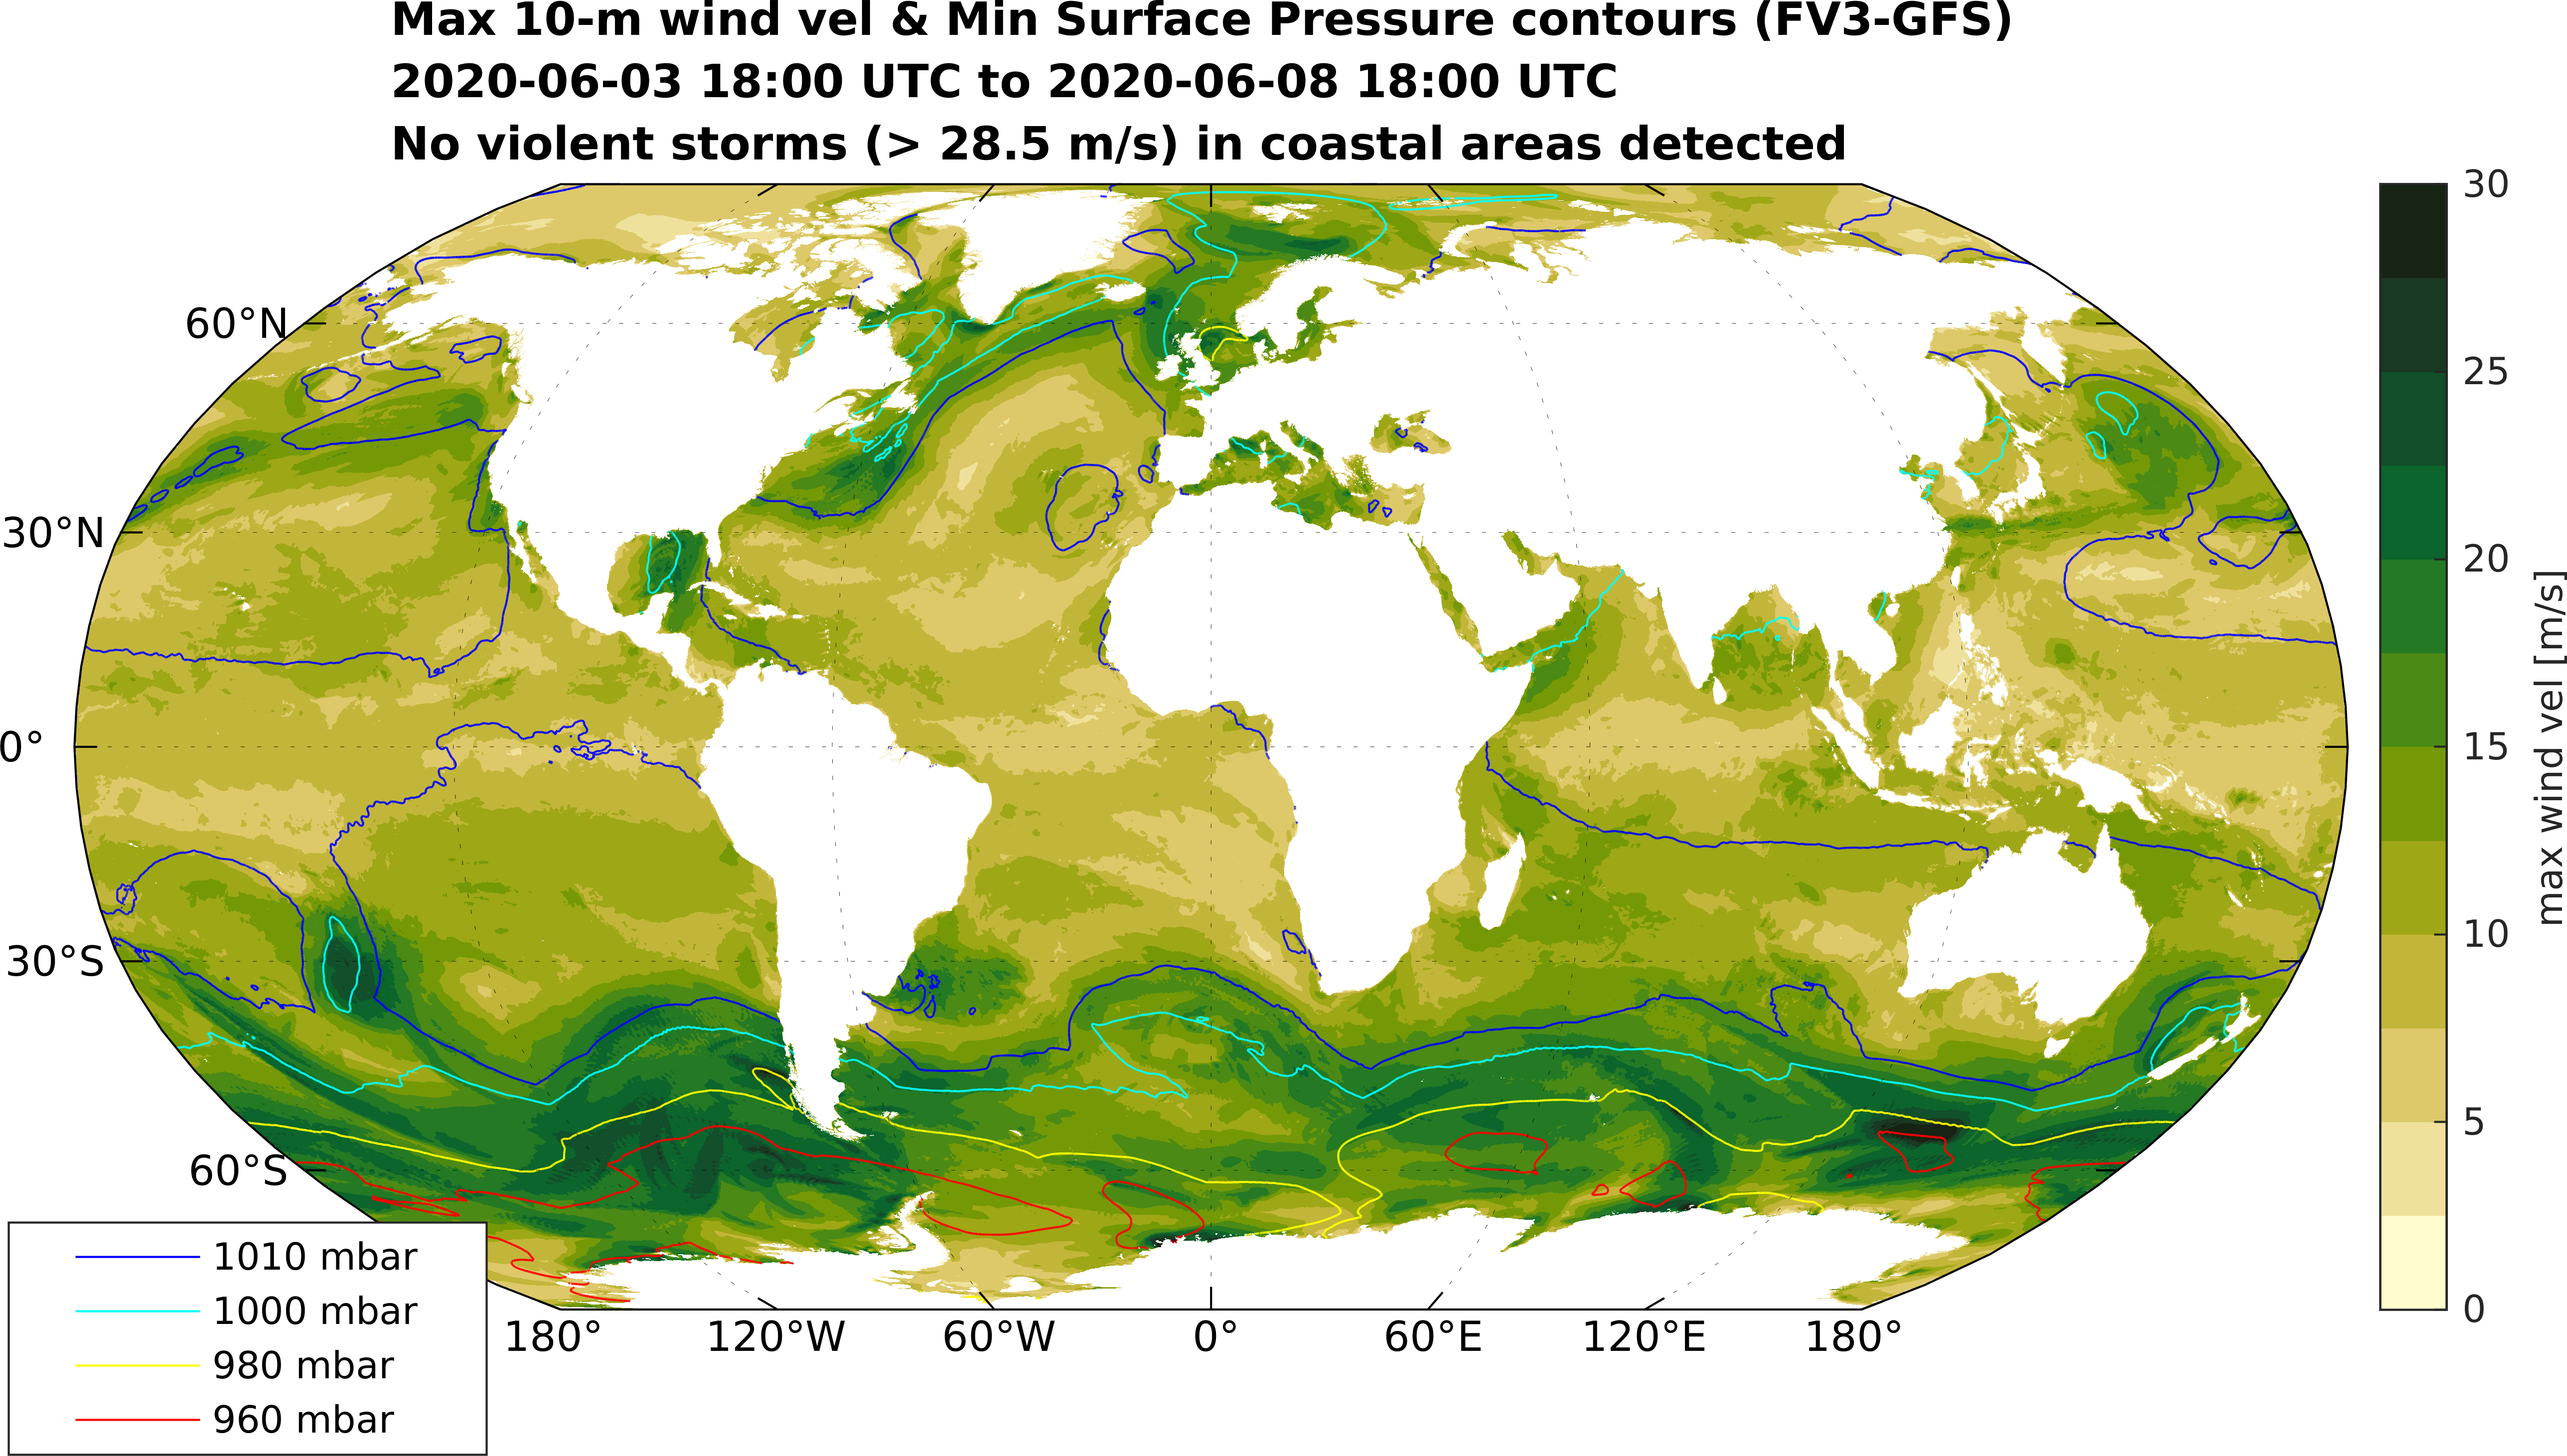 Max 10-m wind vel & Min Surface Pressure contours (FV3-GFS)
2020-06-03 18:00 UTC to 2020-06-08 18:00 UTC
No violent storms (> 28.5 m/s) in coastal areas detected
60°N
30°N
0°
30°S
60°S
180°
120°W
60°W
0°
60°E
120°E
180°
1010 mbar
1000 mbar
980 mbar
960 mbar
30
25
20
15
10
5
0
max wind vel [m/s]